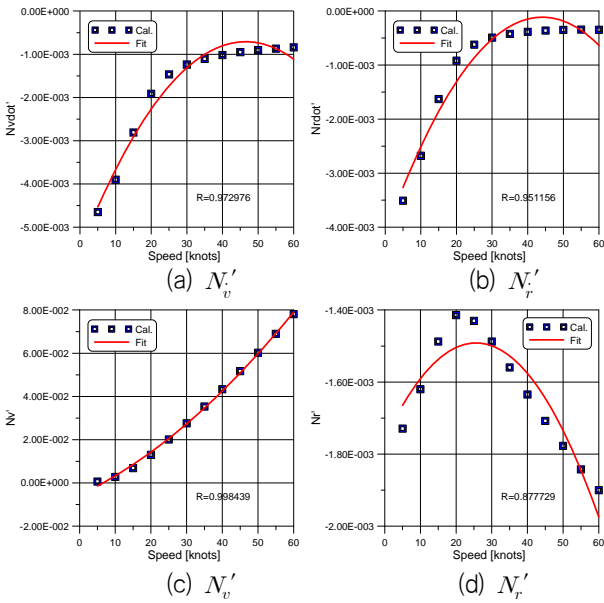 0.00E+000
-1.00E-003
-2.00E-003
-3.00E-003
-4.00E-003
-5.00E-003
Nvdot'
Cal.
Fit
R=0.972976
0 10 20 30 40 50 60
Speed [knots]
(a) N_v̇′
0.00E+000
-1.00E-003
-2.00E-003
-3.00E-003
-4.00E-003
Nrdot'
Cal.
Fit
R=0.951156
0 10 20 30 40 50 60
Speed [knots]
(b) N_ṙ′
8.00E-002
6.00E-002
4.00E-002
2.00E-002
0.00E+000
-2.00E-002
Nv'
Cal.
Fit
R=0.998439
0 10 20 30 40 50 60
Speed [knots]
(c) N_v′
-1.40E-003
-1.60E-003
-1.80E-003
-2.00E-003
Nr'
Cal.
Fit
R=0.877729
0 10 20 30 40 50 60
Speed [knots]
(d) N_r′